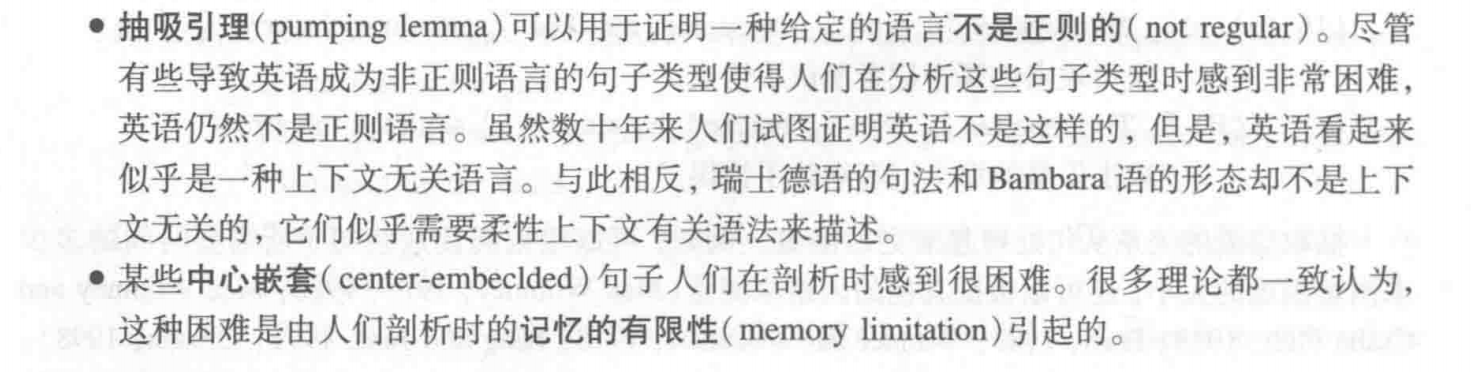 ● 抽吸引理(pumping lemma)可以用于证明一种给定的语言不是正则的(not regular)。尽管
有些导致英语成为非正则语言的句子类型使得人们在分析这些句子类型时感到非常困难，
英语仍然不是正则语言。虽然数十年来人们试图证明英语不是这样的，但是，英语看起来
似乎是一种上下文无关语言。与此相反，瑞士德语的句法和 Bambara 语的形态却不是上下
文无关的，它们似乎需要柔性上下文有关语法来描述。
● 某些中心嵌套(center-embeclded)句子人们在剖析时感到很困难。很多理论都一致认为，
这种困难是由人们剖析时的记忆的有限性(memory limitation)引起的。